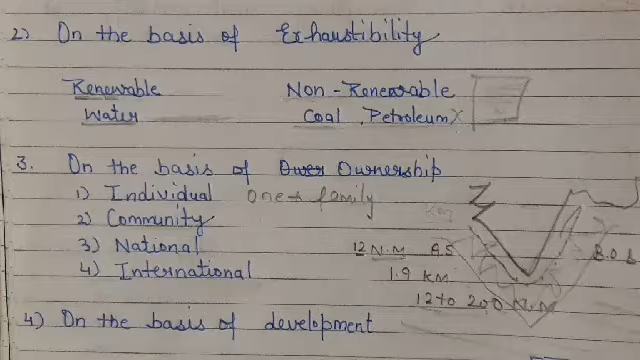 2) On the basis of Exhaustibility
Renewable Non-Renewable
Water Coal, Petroleum X
3. On the basis of Ownership
1) Individual One family
2) Community
3) National 12 N.M
4) International 1.9 KM
12 to 200 N.M
4) On the basis of development